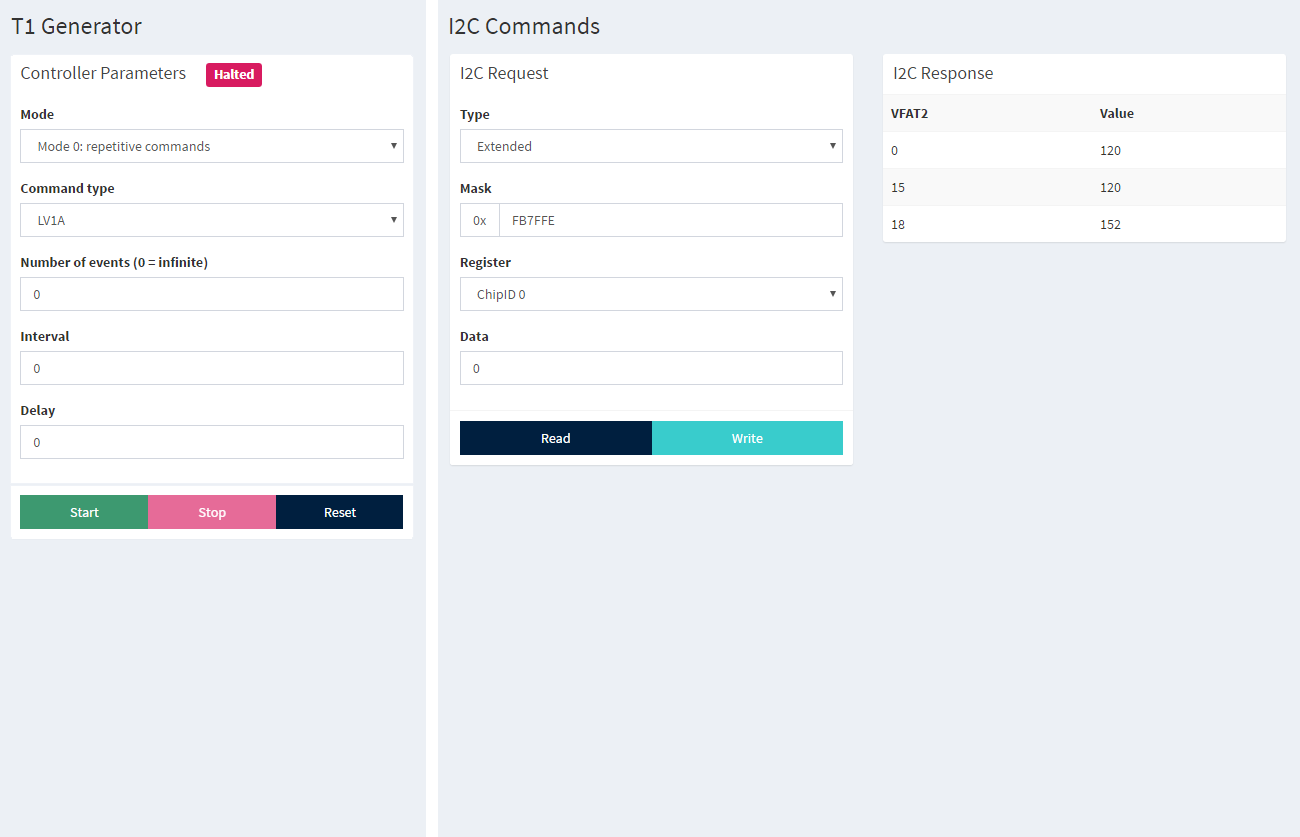 T1 Generator
Controller Parameters Halted
Mode
Mode 0: repetitive commands
Command type
LV1A
Number of events (0 = infinite)
0
Interval
0
Delay
0
Start Stop Reset
I2C Commands
I2C Request
Type
Extended
Mask
0x FB7FFE
Register
ChipID 0
Data
0
Read Write
I2C Response
VFAT2 Value
0 120
15 120
18 152